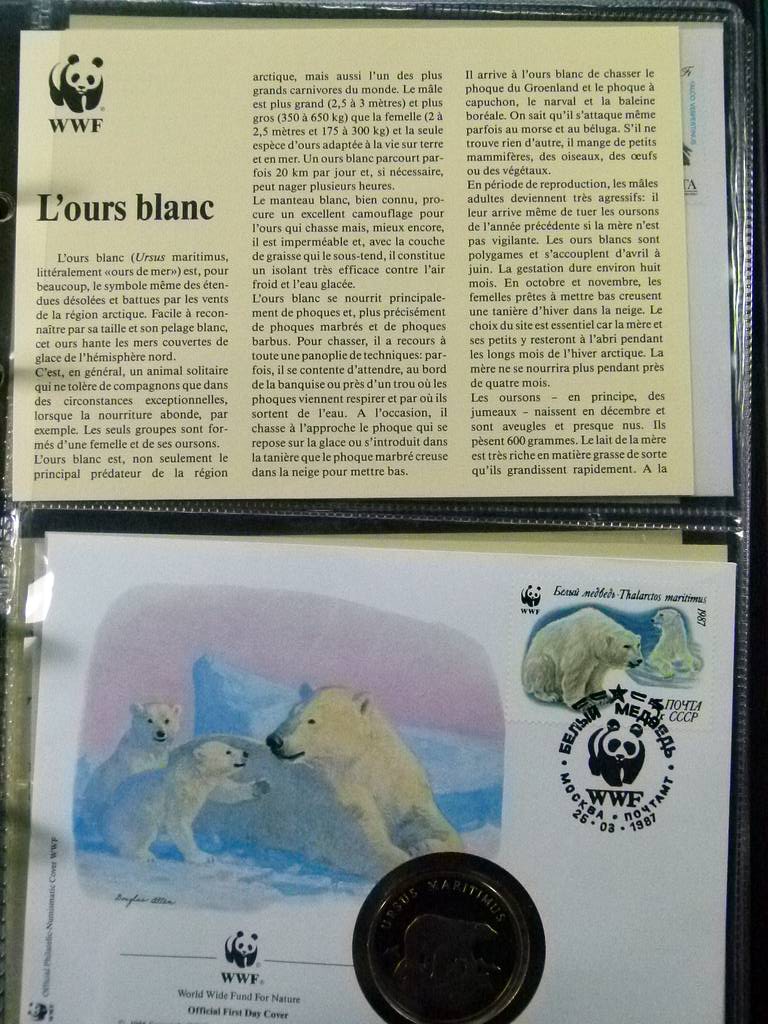 WWF
L'ours blanc
L'ours blanc (Ursus maritimus,
littéralement «ours de mer») est, pour
beaucoup, le symbole même des éten-
dues désolées et battues par les vents
de la région arctique. Facile à recon-
naître par sa taille et son pelage blanc,
cet ours hante les mers couvertes de
glace de l'hémisphère nord.
C'est, en général, un animal solitaire
qui ne tolère de compagnons que dans
des circonstances exceptionnelles,
lorsque la nourriture abonde, par
exemple. Les seuls groupes sont for-
més d'une femelle et de ses oursons.
L'ours blanc est, non seulement le
principal prédateur de la région
arctique, mais aussi l'un des plus
grands carnivores du monde. Le mâle
est plus grand (2,5 à 3 mètres) et plus
gros (350 à 650 kg) que la femelle (2 à
2,5 mètres et 175 à 300 kg) et la seule
espèce d'ours adaptée à la vie sur terre
et en mer. Un ours blanc parcourt par-
fois 20 km par jour et, si nécessaire,
peut nager plusieurs heures.
Le manteau blanc, bien connu, pro-
cure un excellent camouflage pour
l'ours qui chasse mais, mieux encore,
il est imperméable et, avec la couche
de graisse qui le sous-tend, il constitue
un isolant très efficace contre l'air
froid et l'eau glacée.
L'ours blanc se nourrit principale-
ment de phoques et, plus précisément
de phoques marbrés et de phoques
barbus. Pour chasser, il a recours à
toute une panoplie de techniques: par-
fois, il se contente d'attendre, au bord
de la banquise ou près d'un trou où les
phoques viennent respirer et par où ils
sortent de l'eau. A l'occasion, il
chasse à l'approche le phoque qui se
repose sur la glace ou s'introduit dans
la tanière que le phoque marbré creuse
dans la neige pour mettre bas.
Il arrive à l'ours blanc de chasser le
phoque du Groenland et le phoque à
capuchon, le narval et la baleine
boréale. On sait qu'il s'attaque même
parfois au morse et au béluga. S'il ne
trouve rien d'autre, il mange de petits
mammifères, des oiseaux, des œufs
ou des végétaux.
En période de reproduction, les mâles
adultes deviennent très agressifs: il
leur arrive même de tuer les oursons
de l'année précédente si la mère n'est
pas vigilante. Les ours blancs sont
polygames et s'accouplent d'avril à
juin. La gestation dure environ huit
mois. En octobre et novembre, les
femelles prêtes à mettre bas creusent
une tanière d'hiver dans la neige. Le
choix du site est essentiel car la mère et
ses petits y resteront à l'abri pendant
les longs mois de l'hiver arctique. La
mère ne se nourrira plus pendant près
de quatre mois.
Les oursons – en principe, des
jumeaux – naissent en décembre et
sont aveugles et presque nus. Ils
pèsent 600 grammes. Le lait de la mère
est très riche en matière grasse de sorte
qu'ils grandissent rapidement. A la
FALCO VESPERTINUS
TA
WWF
Белый медведь·Thalarctos maritimus
1987
ПОЧТА
СССР
БЕЛЫЙ МЕДВЕДЬ
WWF
МОСКВА • ПОЧТАМТ
26·03·1987
Douglas Allen
Official Philatelic-Numismatic Cover WWF
URSUS MARITIMUS
WWF
World Wide Fund For Nature
Official First Day Cover